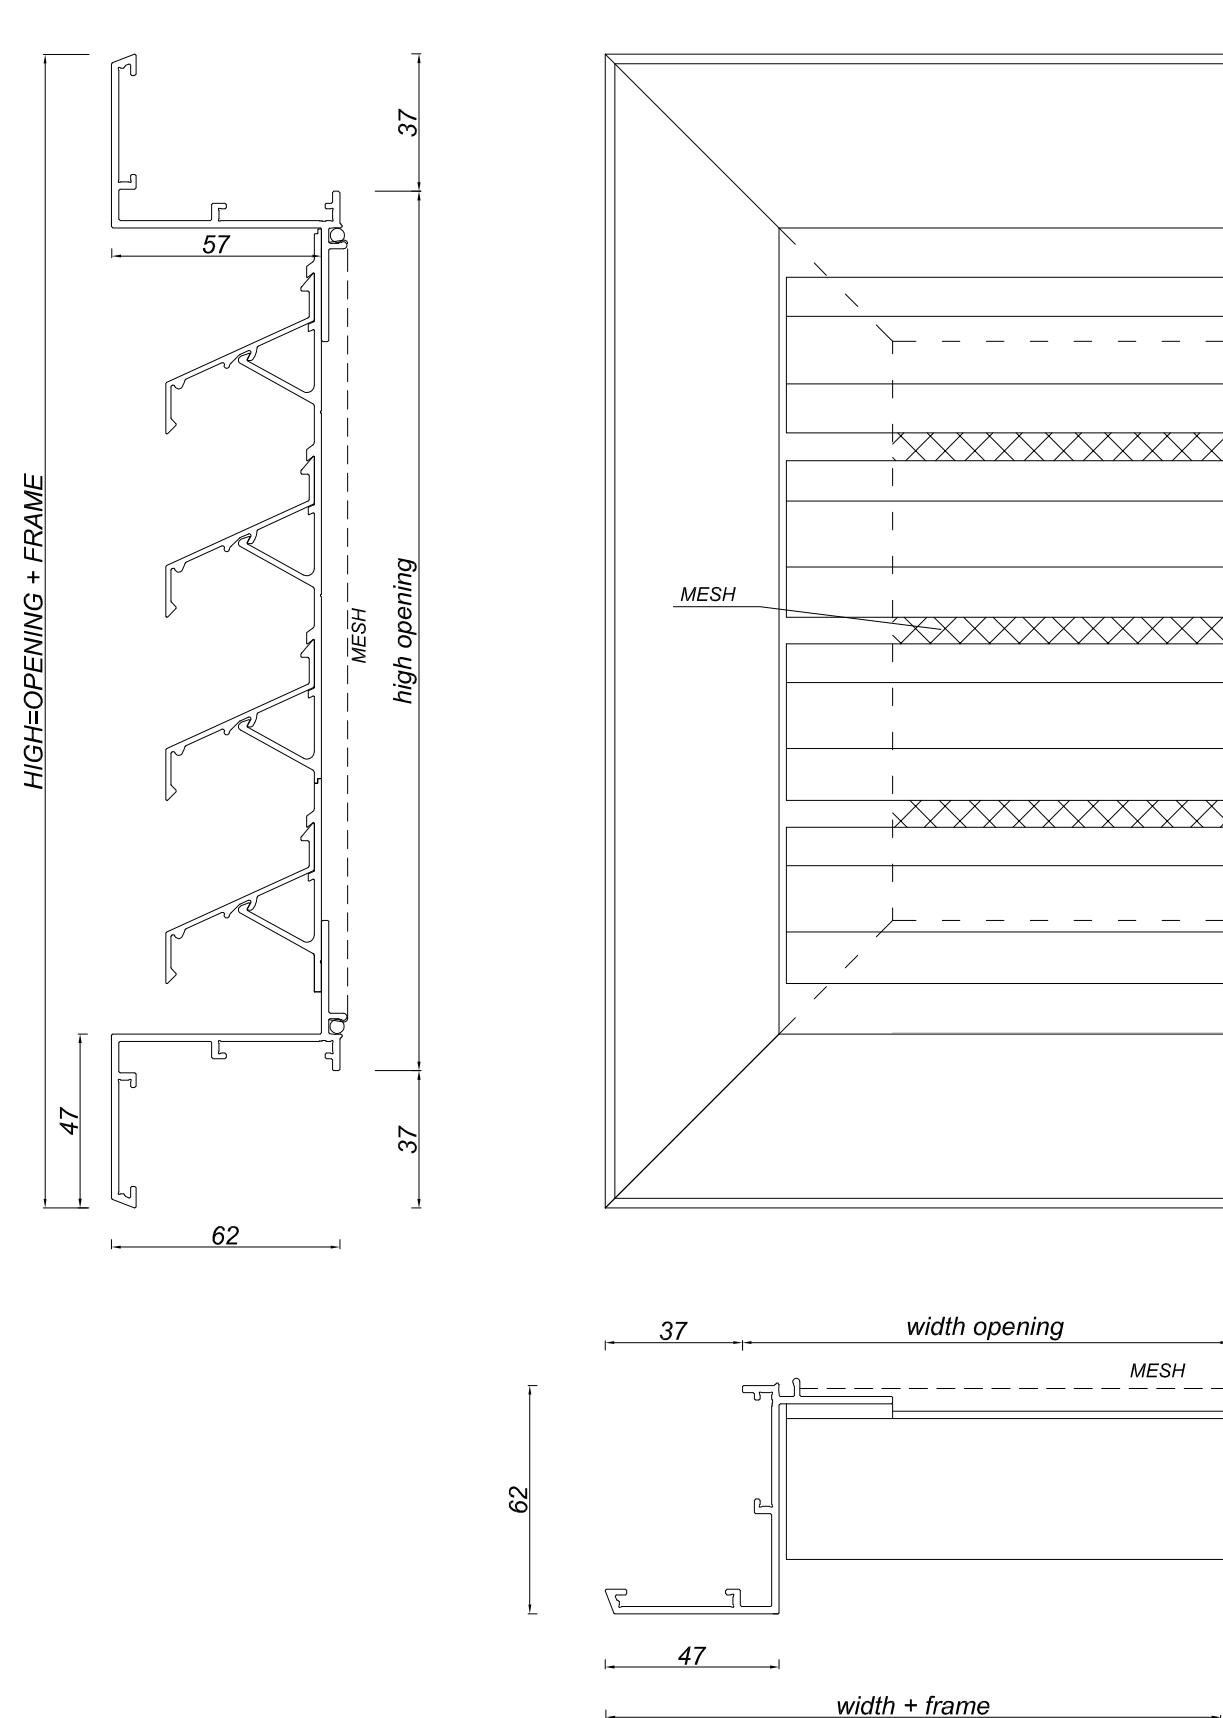 37
57
HIGH=OPENING + FRAME
MESH
high opening
MESH
47
37
62
37
width opening
MESH
62
47
width + frame